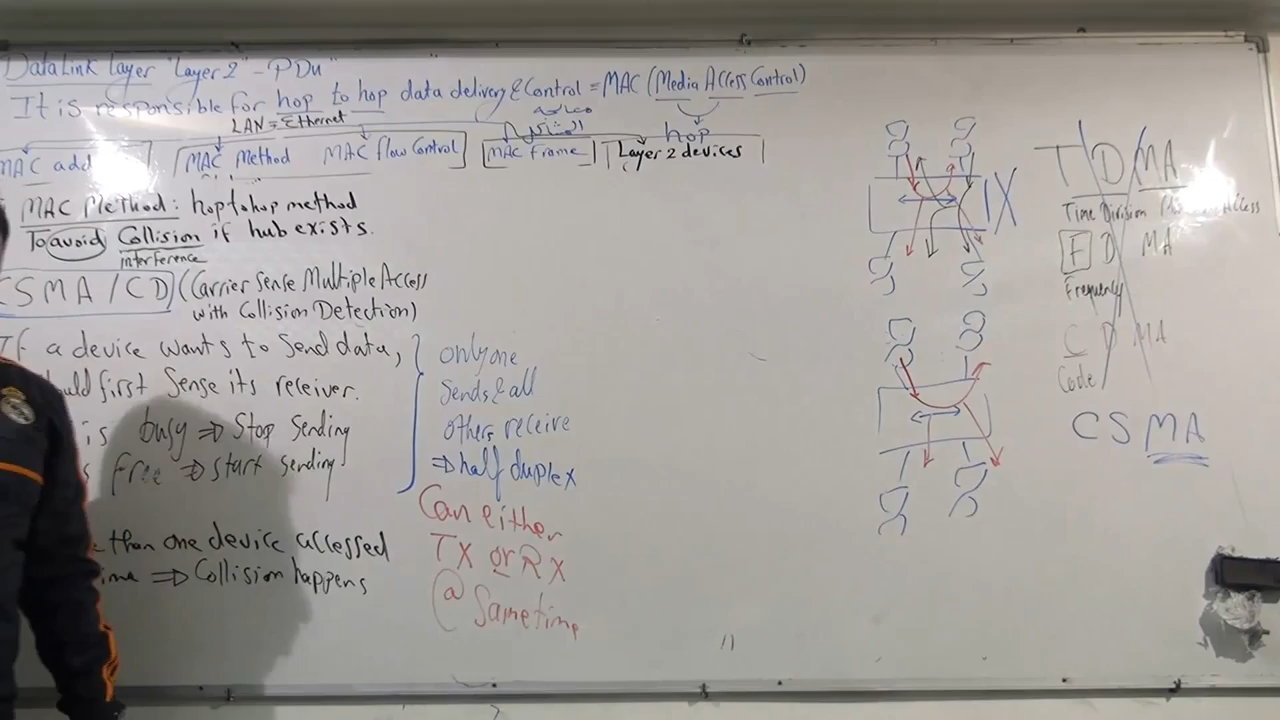 DataLink Layer "Layer 2" - PDU
It is responsible for hop to hop data delivery & Control = MAC (Media Access Control)
LAN = Ethernet
hop
MAC add
MAC Method MAC flow Control
MAC Frame
Layer 2 devices
MAC Method: hop to hop method
To avoid Collision if hub exists.
interference
CSMA/CD (Carrier Sense Multiple Access
with Collision Detection)
If a device wants to send data,
first Sense its receiver.
is busy ⇒ Stop Sending
free ⇒ start sending
than one device accessed
⇒ Collision happens
only one
Sends & all
others receive
⇒ half duplex
Can either
TX or RX
@ Sametime
TDMA
Time Division Access
FDMA
Frequency
CDMA
Code
CSMA